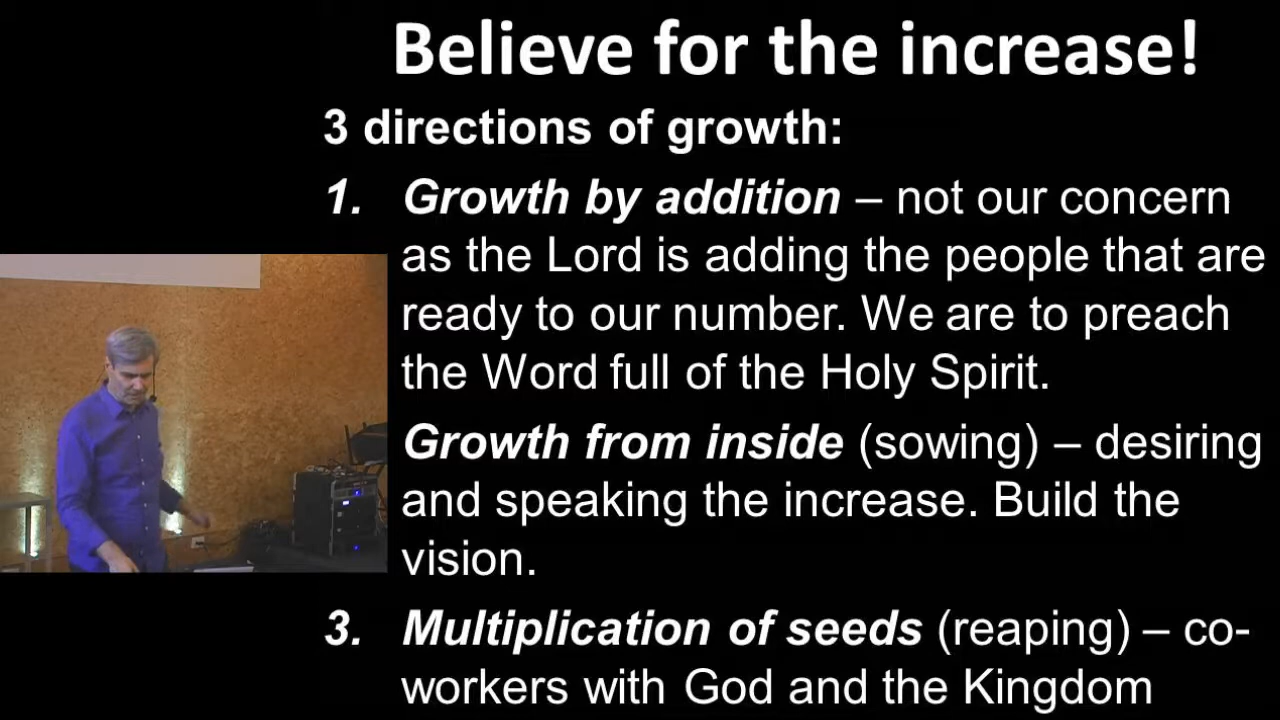 Believe for the increase!
3 directions of growth:
1. Growth by addition – not our concern
as the Lord is adding the people that are
ready to our number. We are to preach
the Word full of the Holy Spirit.
Growth from inside (sowing) – desiring
and speaking the increase. Build the
vision.
3. Multiplication of seeds (reaping) – co-
workers with God and the Kingdom